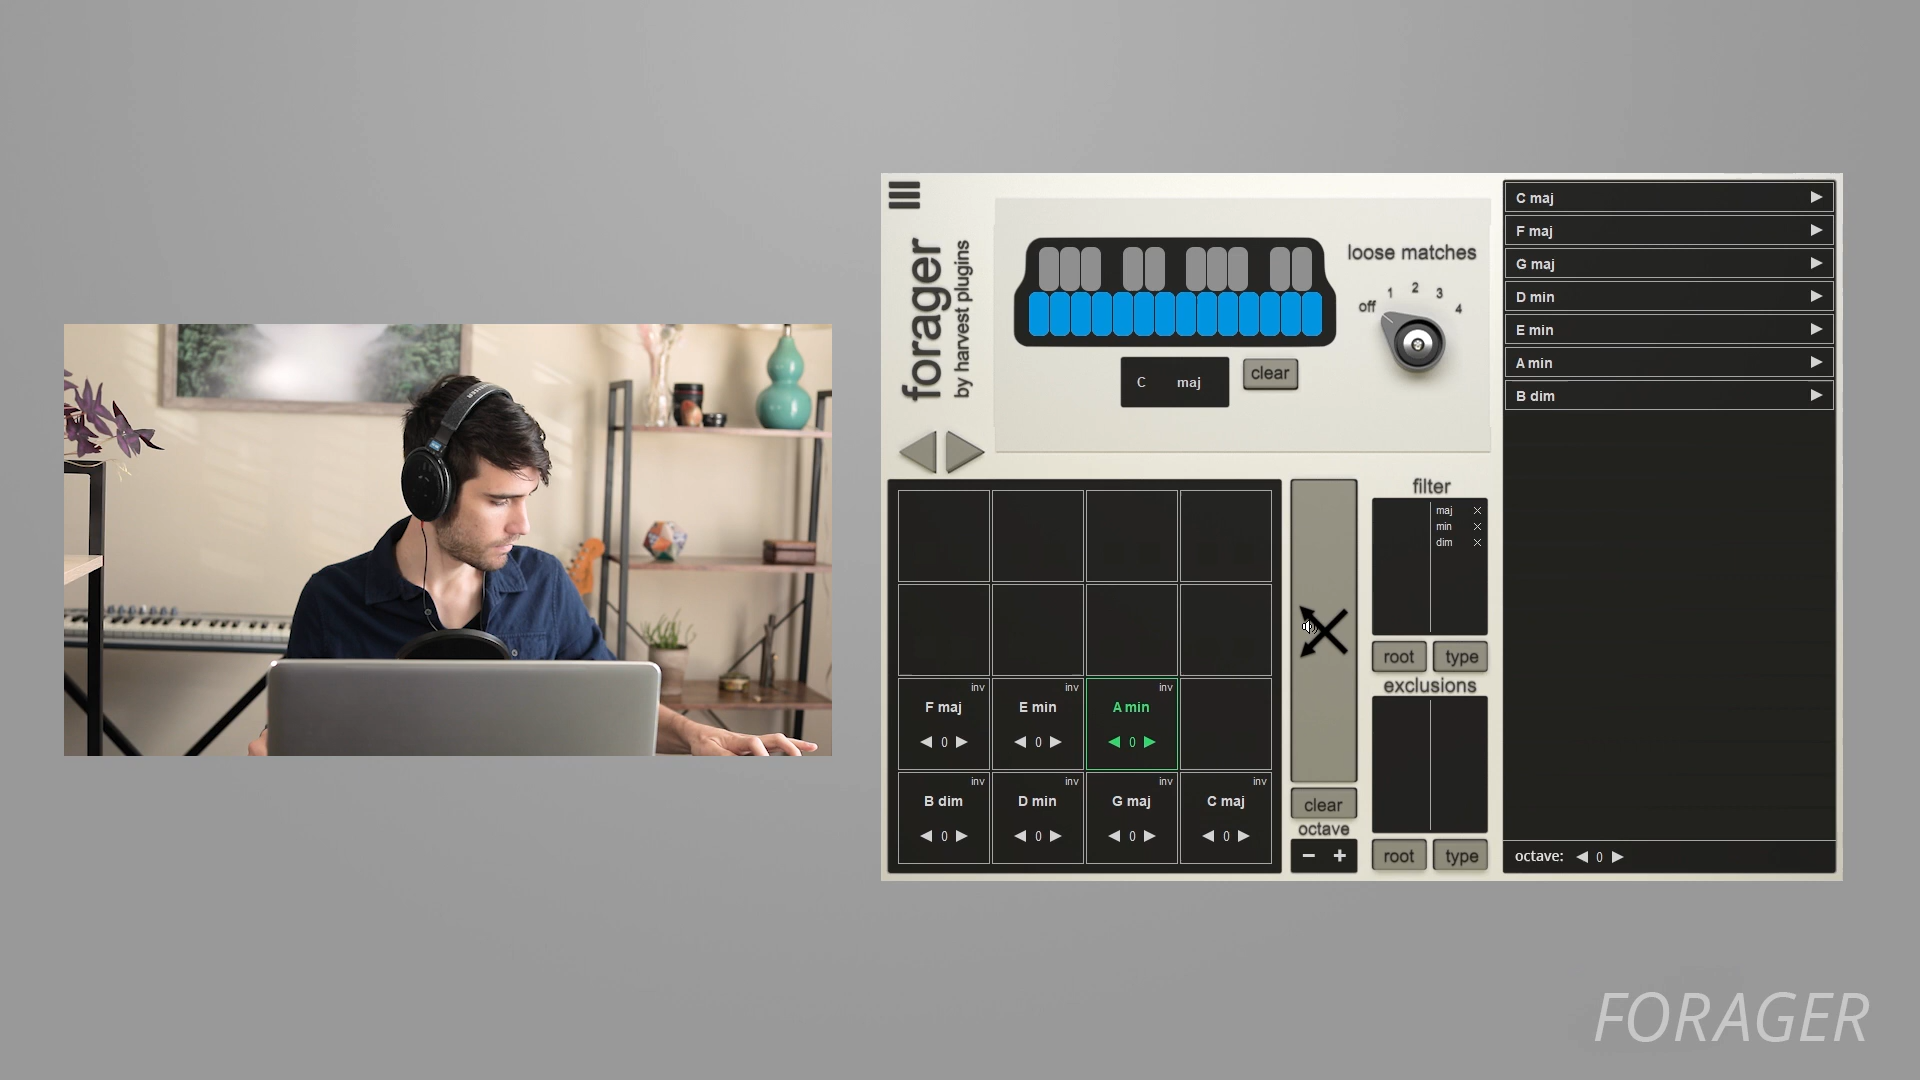 forager
by harvest plugins
loose matches
off 1 2 3 4
C maj
clear
C maj
F maj
G maj
D min
E min
A min
B dim
octave: 0
inv
F maj
0
inv
E min
0
inv
A min
0
inv
B dim
0
inv
D min
0
inv
G maj
0
inv
C maj
0
clear
octave
− +
filter
maj
min
dim
root type
exclusions
root type
FORAGER